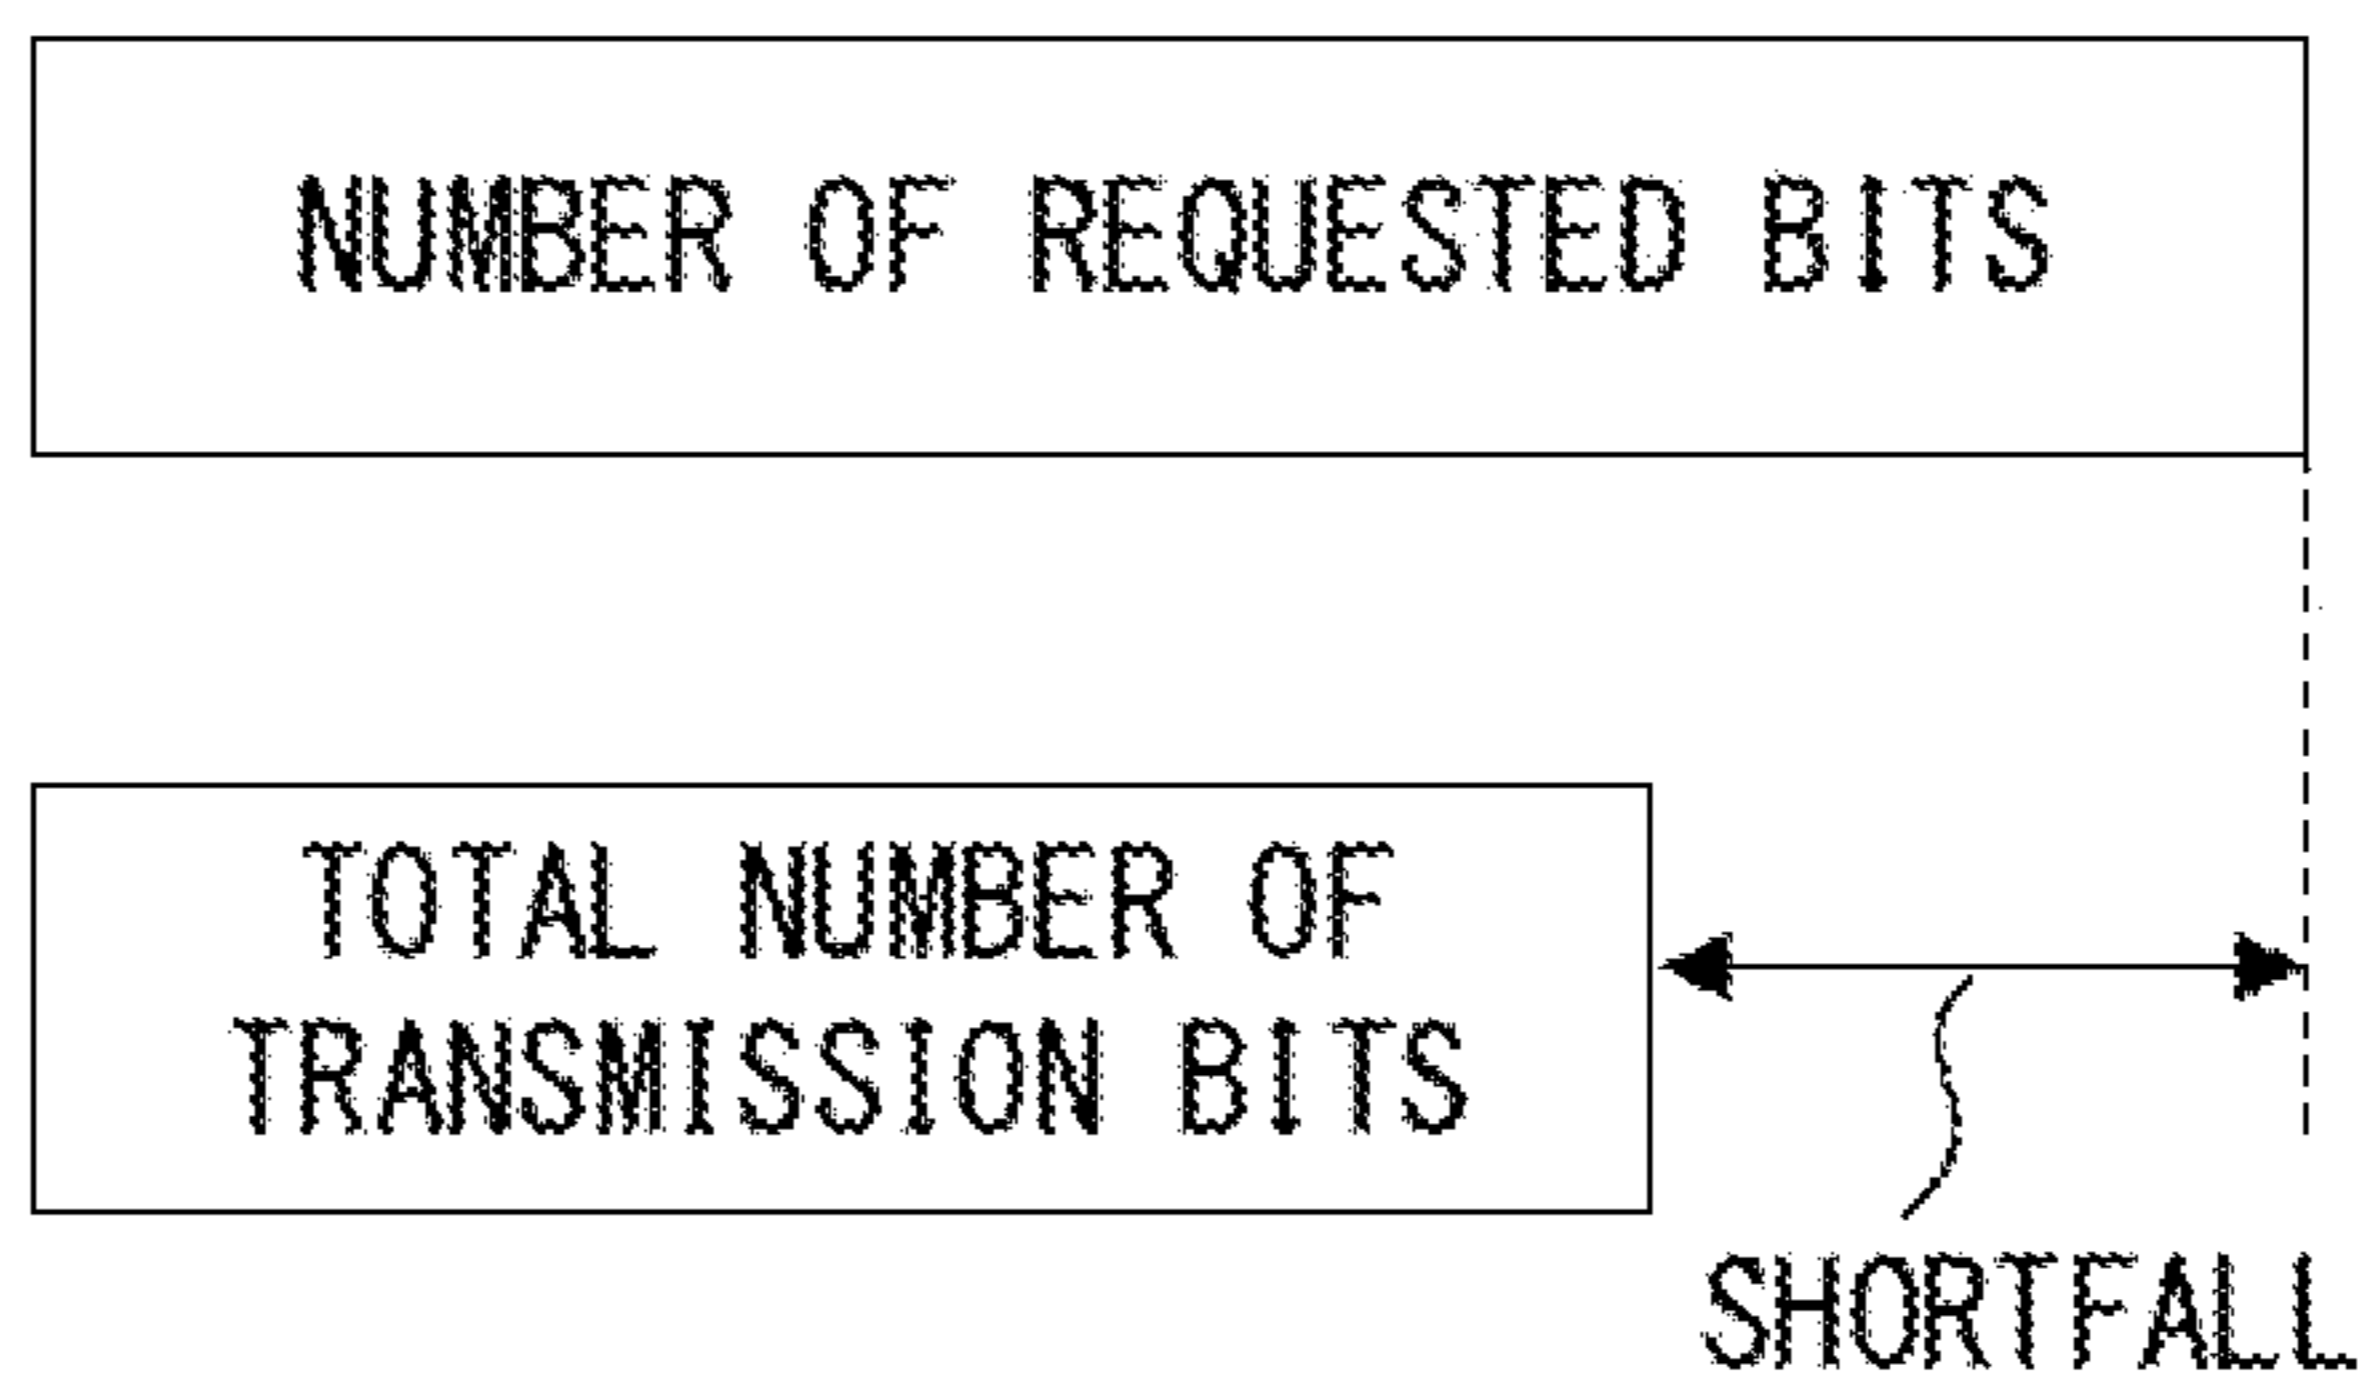 NUMBER OF REQUESTED BITS
TOTAL NUMBER OF
TRANSMISSION BITS
SHORTFALL